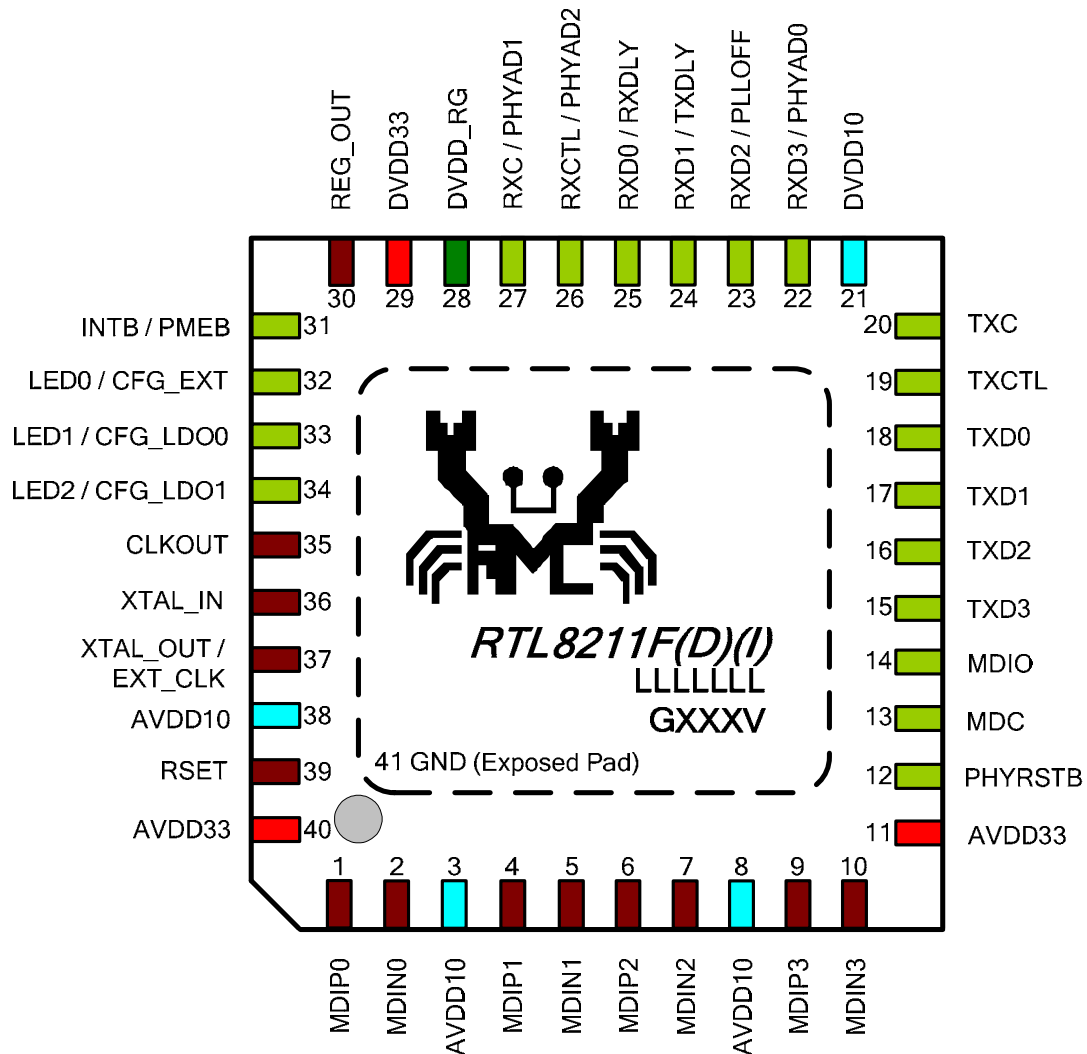 REG_OUT
DVDD33
DVDD_RG
RXC / PHYAD1
RXCTL / PHYAD2
RXD0 / RXDLY
RXD1 / TXDLY
RXD2 / PLLOFF
RXD3 / PHYAD0
DVDD10
30
29
28
27
26
25
24
23
22
21
INTB / PMEB
31
LED0 / CFG_EXT
32
LED1 / CFG_LDO0
33
LED2 / CFG_LDO1
34
CLKOUT
35
XTAL_IN
36
XTAL_OUT /
EXT_CLK
37
AVDD10
38
RSET
39
AVDD33
40
20
TXC
19
TXCTL
18
TXD0
17
TXD1
16
TXD2
15
TXD3
14
MDIO
13
MDC
12
PHYRSTB
11
AVDD33
RTL8211F(D)(I)
LLLLLLL
GXXXV
41 GND (Exposed Pad)
1
2
3
4
5
6
7
8
9
10
MDIP0
MDIN0
AVDD10
MDIP1
MDIN1
MDIP2
MDIN2
AVDD10
MDIP3
MDIN3